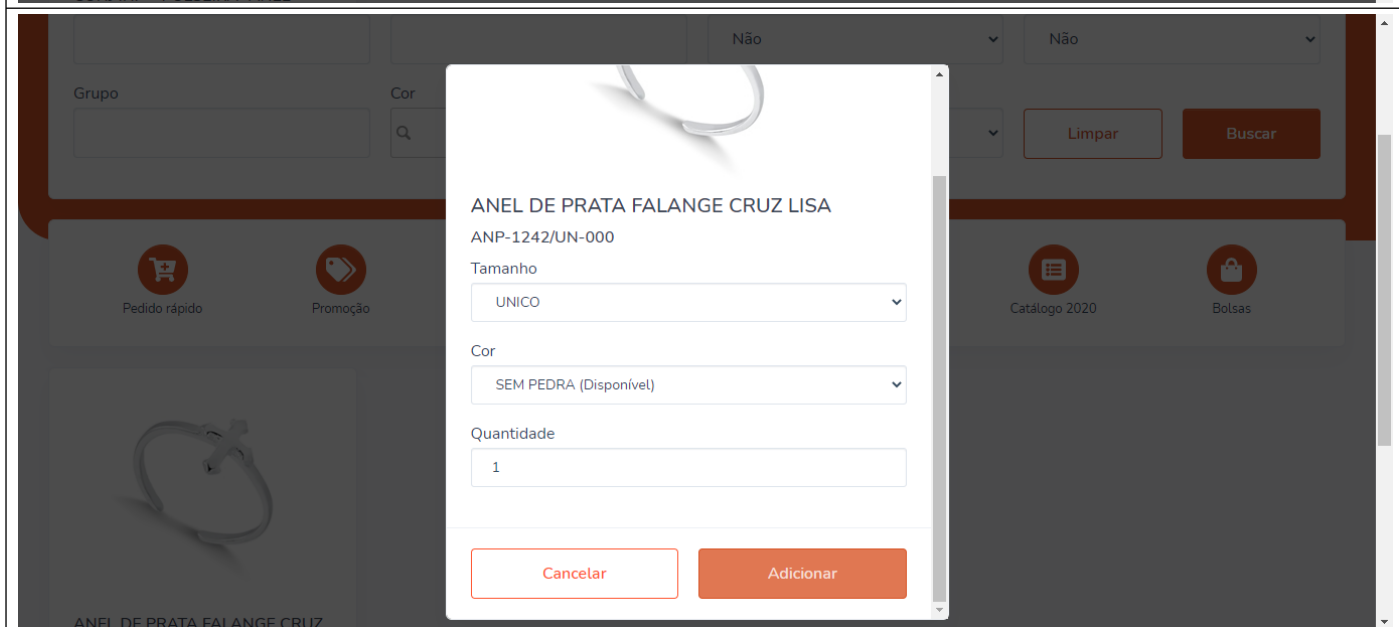 Não
Não
Grupo
Cor
Limpar
Buscar
ANEL DE PRATA FALANGE CRUZ LISA
ANP-1242/UN-000
Tamanho
UNICO
Cor
SEM PEDRA (Disponível)
Quantidade
1
Cancelar
Adicionar
Pedido rápido
Promoção
Catálogo 2020
Bolsas
ANEL DE PRATA FALANGE CRUZ